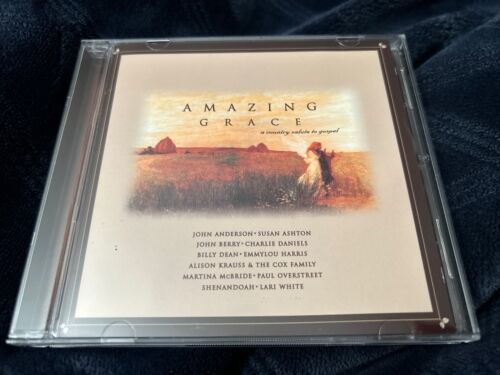 AMAZING
GRACE
a country salute to gospel
JOHN ANDERSON • SUSAN ASHTON
JOHN BERRY • CHARLIE DANIELS
BILLY DEAN • EMMYLOU HARRIS
ALISON KRAUSS & THE COX FAMILY
MARTINA McBRIDE • PAUL OVERSTREET
SHENANDOAH • LARI WHITE